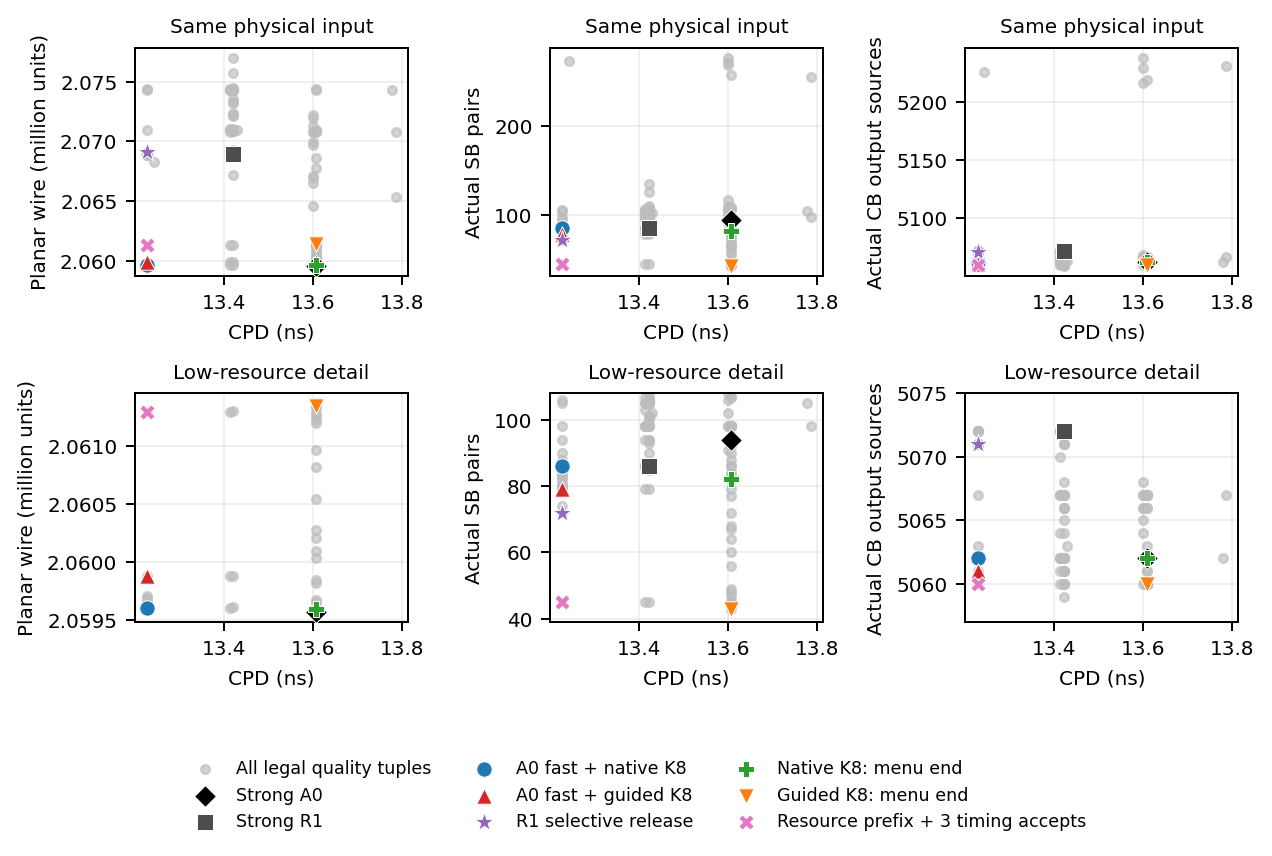 Same physical input
Same physical input
Same physical input
Planar wire (million units)
2.075
2.070
2.065
2.060
13.4
13.6
13.8
CPD (ns)
Actual SB pairs
200
100
13.4
13.6
13.8
CPD (ns)
Actual CB output sources
5200
5150
5100
13.4
13.6
13.8
CPD (ns)
Low-resource detail
Low-resource detail
Low-resource detail
Planar wire (million units)
2.0610
2.0605
2.0600
2.0595
13.4
13.6
13.8
CPD (ns)
Actual SB pairs
100
80
60
40
13.4
13.6
13.8
CPD (ns)
Actual CB output sources
5075
5070
5065
5060
13.4
13.6
13.8
CPD (ns)
All legal quality tuples
Strong A0
Strong R1
A0 fast + native K8
A0 fast + guided K8
R1 selective release
Native K8: menu end
Guided K8: menu end
Resource prefix + 3 timing accepts